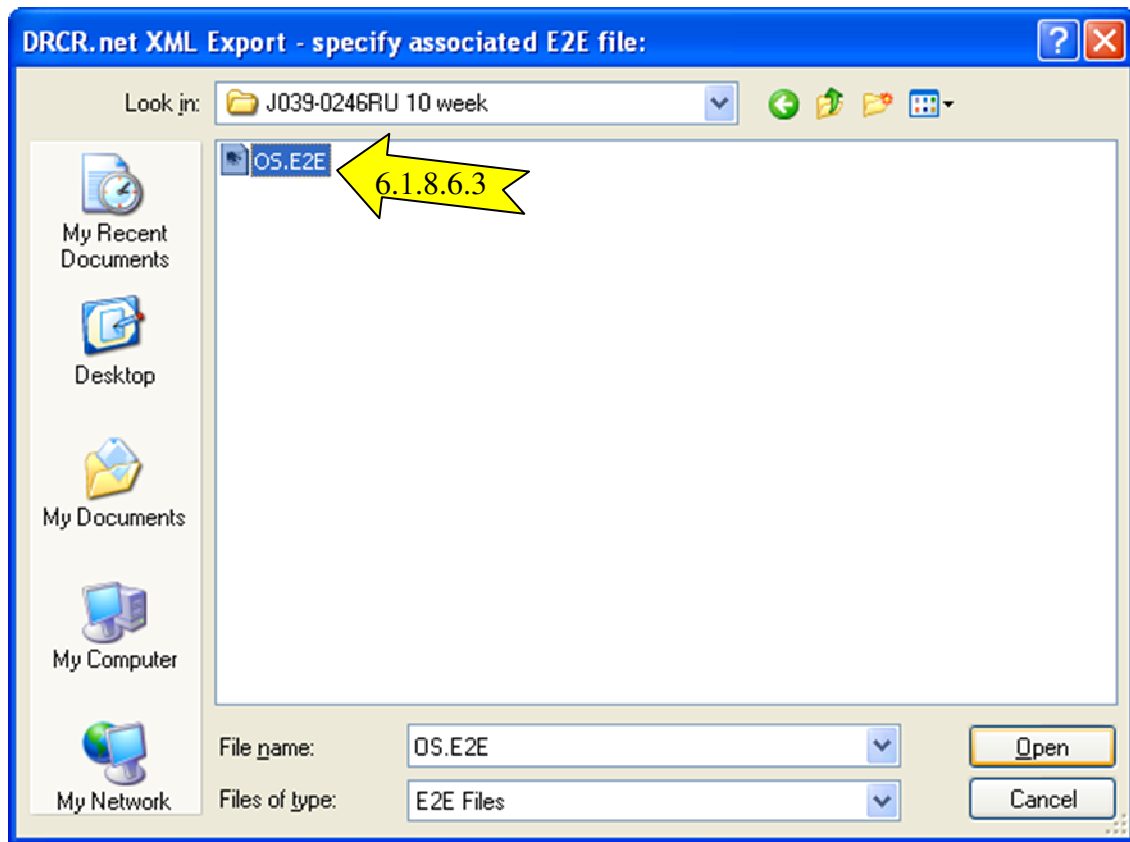 DRCR.net XML Export - specify associated E2E file:
Look in:
J039-0246RU 10 week
OS.E2E
6.1.8.6.3
My Recent
Documents
Desktop
My Documents
My Computer
My Network
File name:
OS.E2E
Open
Files of type:
E2E Files
Cancel